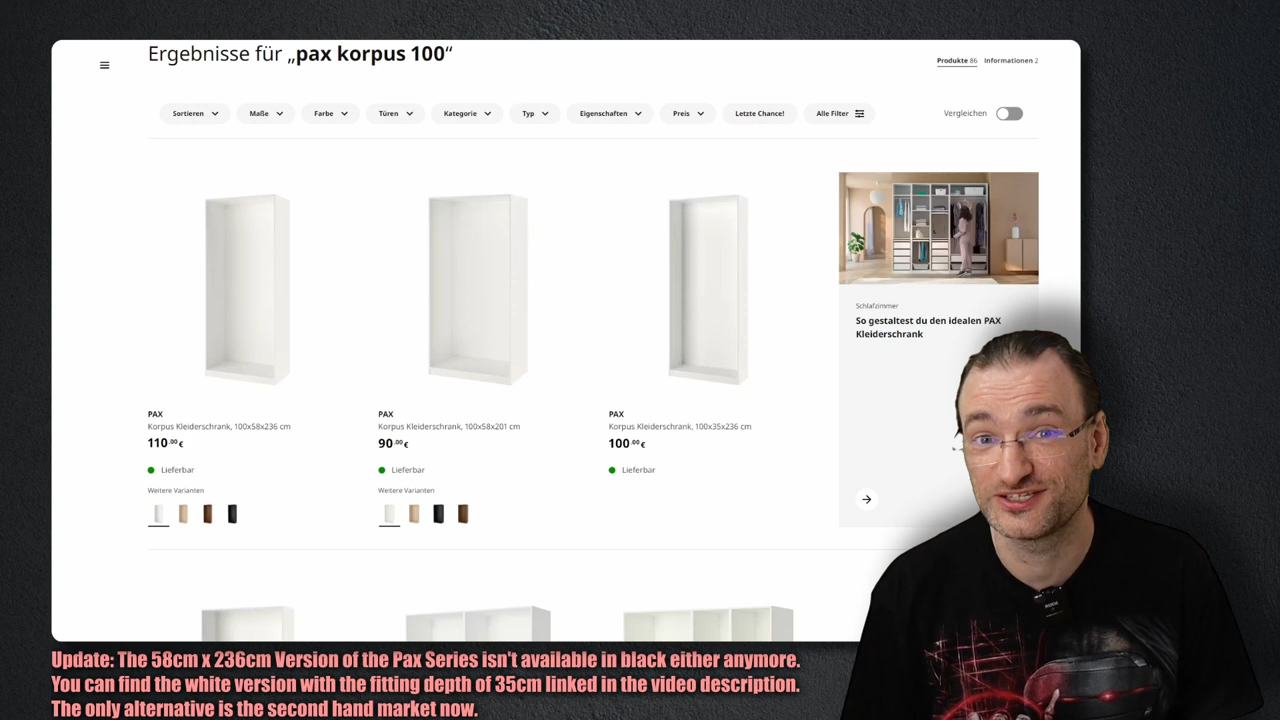 Ergebnisse für „pax korpus 100“
Produkte 86 Informationen 2
Sortieren Maße Farbe Türen Kategorie Typ Eigenschaften Preis Letzte Chance! Alle Filter Vergleichen
Schlafzimmer
So gestaltest du den idealen PAX
Kleiderschrank
PAX
Korpus Kleiderschrank, 100x58x236 cm
110.00€
Lieferbar
Weitere Varianten
PAX
Korpus Kleiderschrank, 100x58x201 cm
90.00€
Lieferbar
Weitere Varianten
PAX
Korpus Kleiderschrank, 100x35x236 cm
100.00€
Lieferbar
Update: The 58cm x 236cm Version of the Pax Series isn't available in black either anymore.
You can find the white version with the fitting depth of 35cm linked in the video description.
The only alternative is the second hand market now.